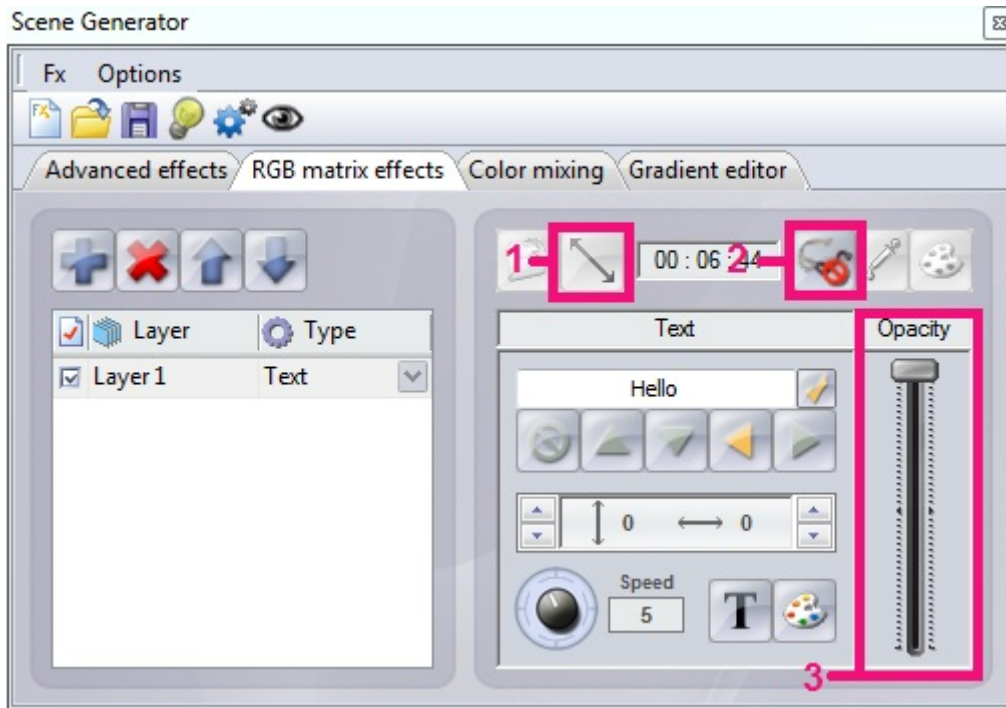 Scene Generator
Fx Options
Advanced effects RGB matrix effects Color mixing Gradient editor
1 00 : 06 : 44 2
Layer Type
Text Opacity
Layer 1 Text
Hello
0 0
Speed
5 T
3